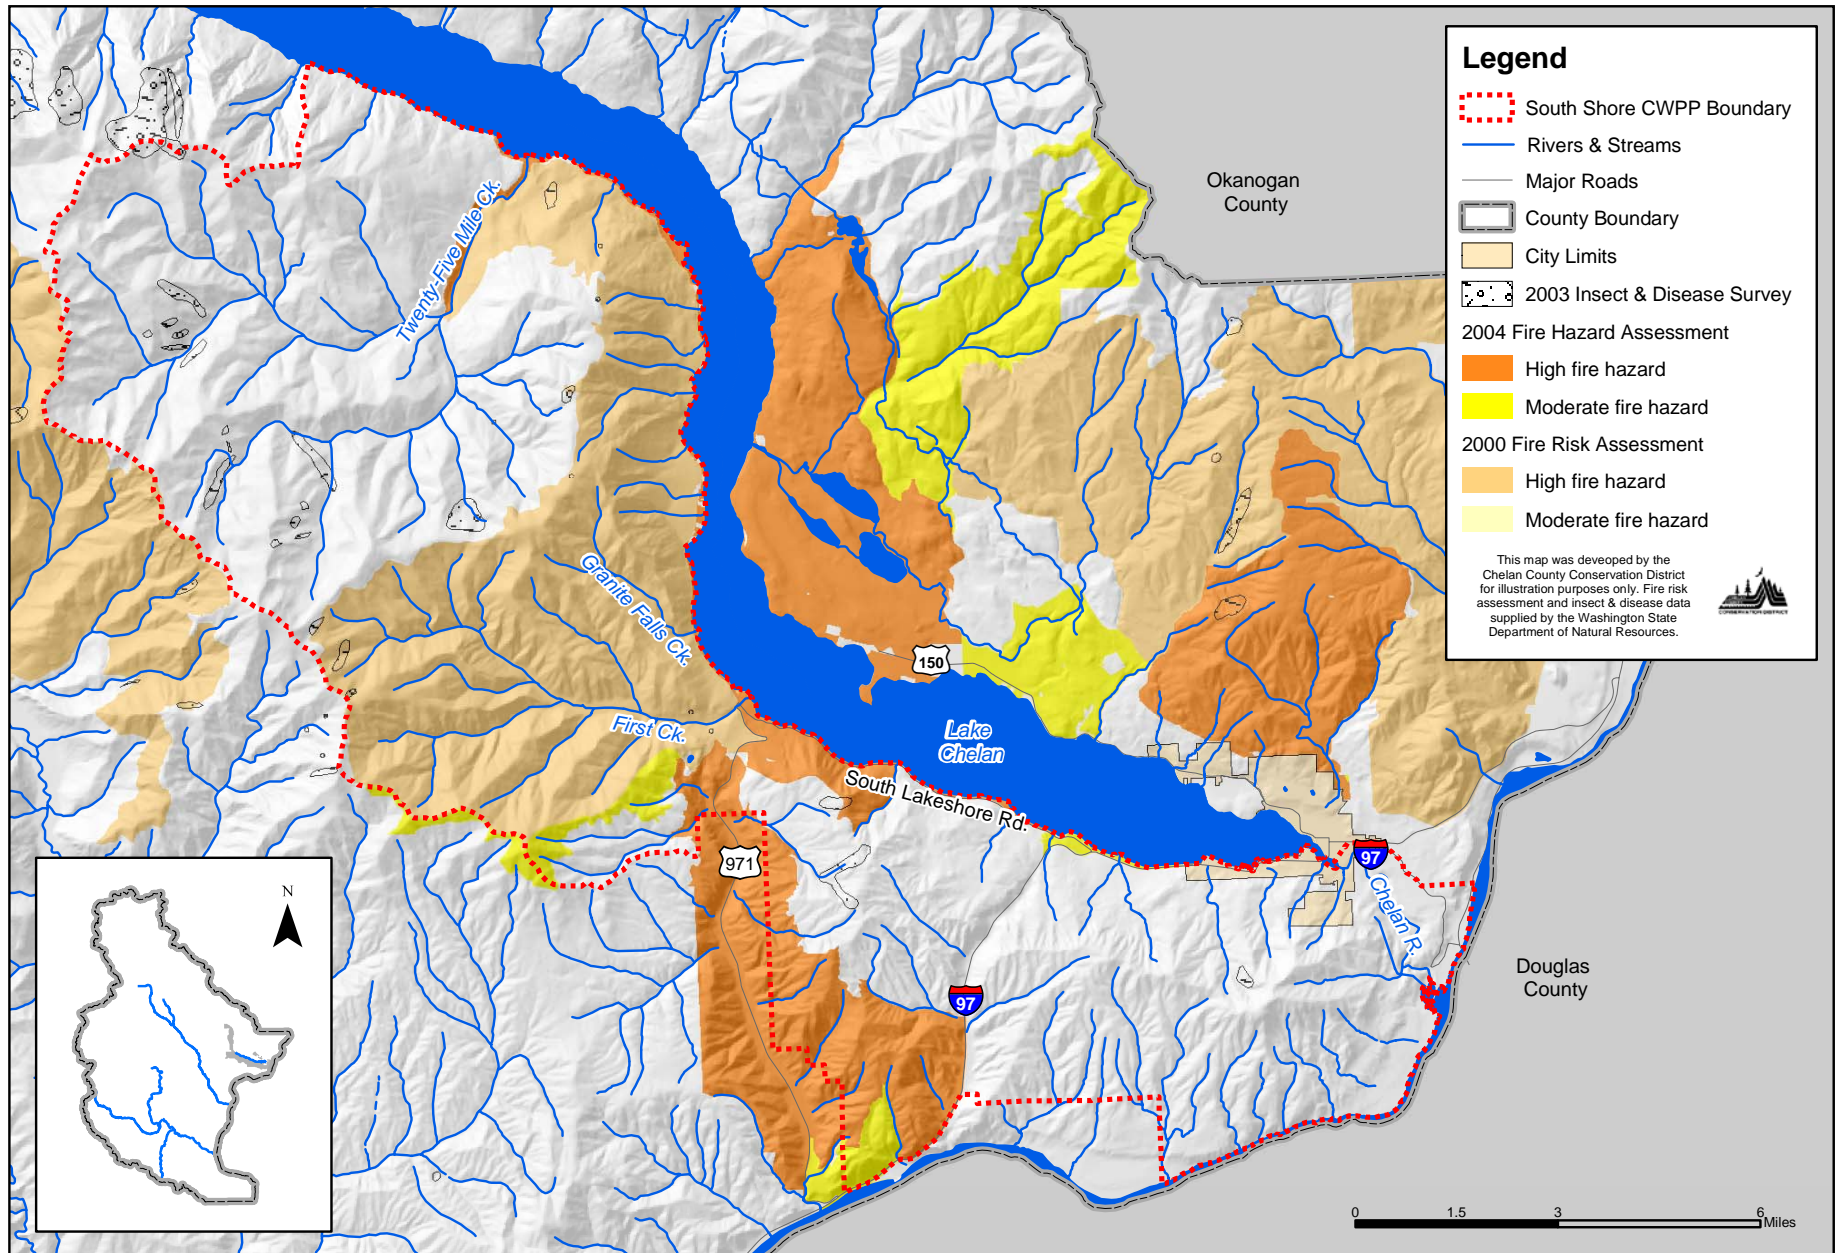 Legend
South Shore CWPP Boundary
Rivers & Streams
Major Roads
County Boundary
City Limits
2003 Insect & Disease Survey
2004 Fire Hazard Assessment
High fire hazard
Moderate fire hazard
2000 Fire Risk Assessment
High fire hazard
Moderate fire hazard
This map was deveoped by the
Chelan County Conservation District
for illustration purposes only. Fire risk
assessment and insect & disease data
supplied by the Washington State
Department of Natural Resources.
CONSERVATION DISTRICT
Okanogan
County
Twenty-Five Mile Ck.
Granite Falls Ck.
First Ck.
150
Lake
Chelan
South Lakeshore Rd.
971
97
Chelan R.
97
Douglas
County
N
0 1.5 3 6
Miles